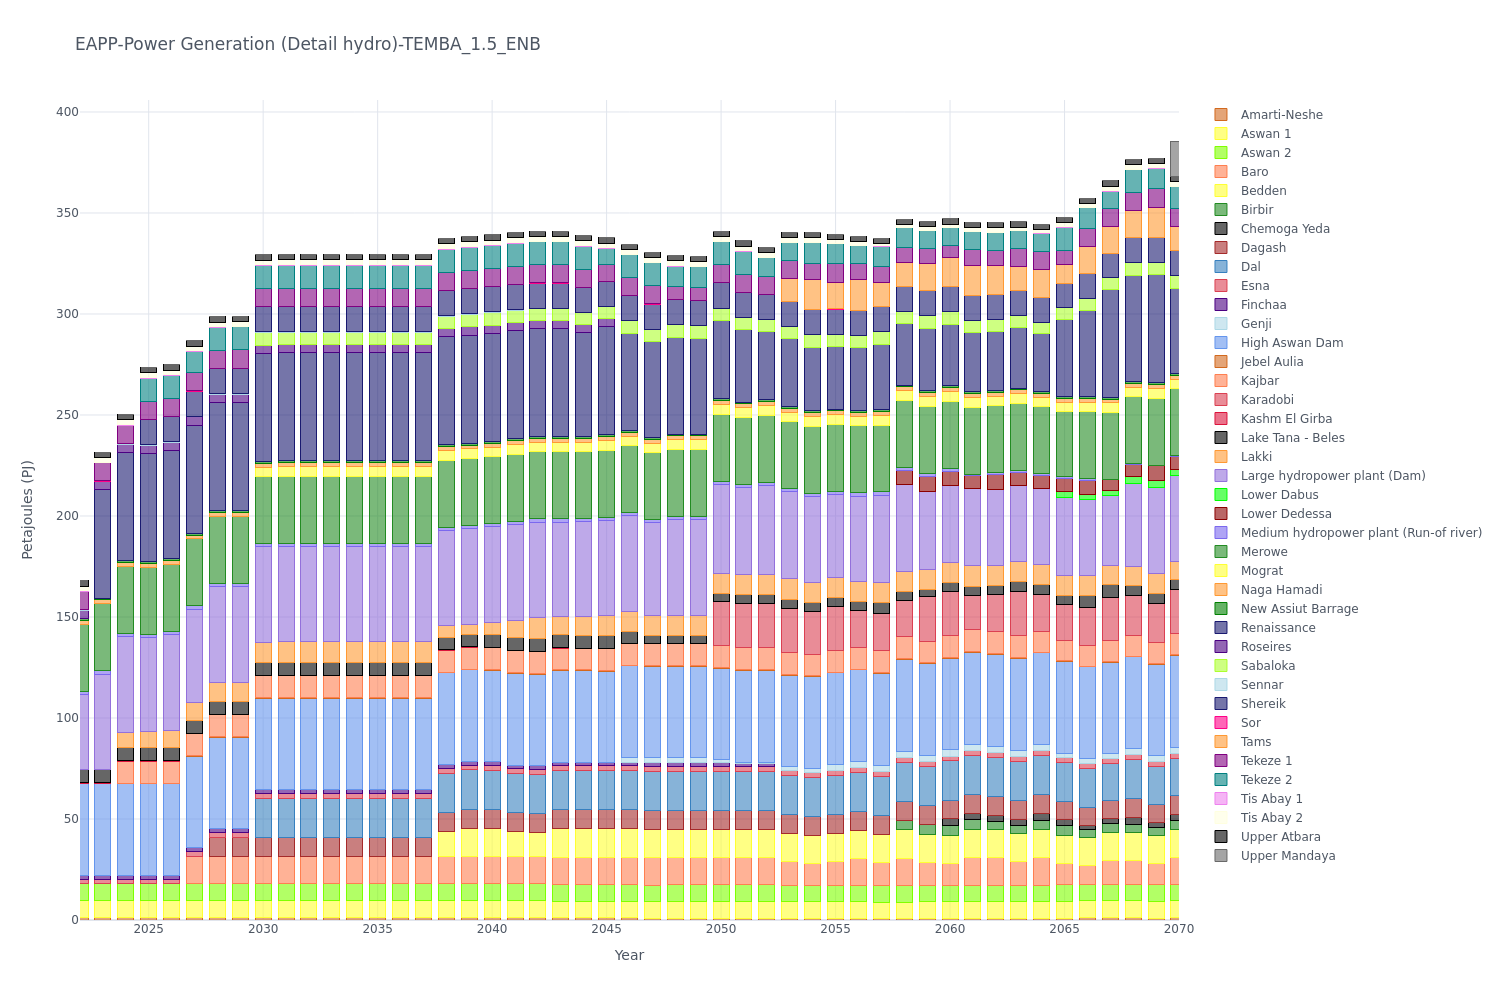 EAPP-Power Generation (Detail hydro)-TEMBA_1.5_ENB
400
350
300
250
200
150
100
50
0
Petajoules (PJ)
2025
2030
2035
2040
2045
2050
2055
2060
2065
2070
Year
Amarti-Neshe
Aswan 1
Aswan 2
Baro
Bedden
Birbir
Chemoga Yeda
Dagash
Dal
Esna
Finchaa
Genji
High Aswan Dam
Jebel Aulia
Kajbar
Karadobi
Kashm El Girba
Lake Tana - Beles
Lakki
Large hydropower plant (Dam)
Lower Dabus
Lower Dedessa
Medium hydropower plant (Run-of river)
Merowe
Mograt
Naga Hamadi
New Assiut Barrage
Renaissance
Roseires
Sabaloka
Sennar
Shereik
Sor
Tams
Tekeze 1
Tekeze 2
Tis Abay 1
Tis Abay 2
Upper Atbara
Upper Mandaya